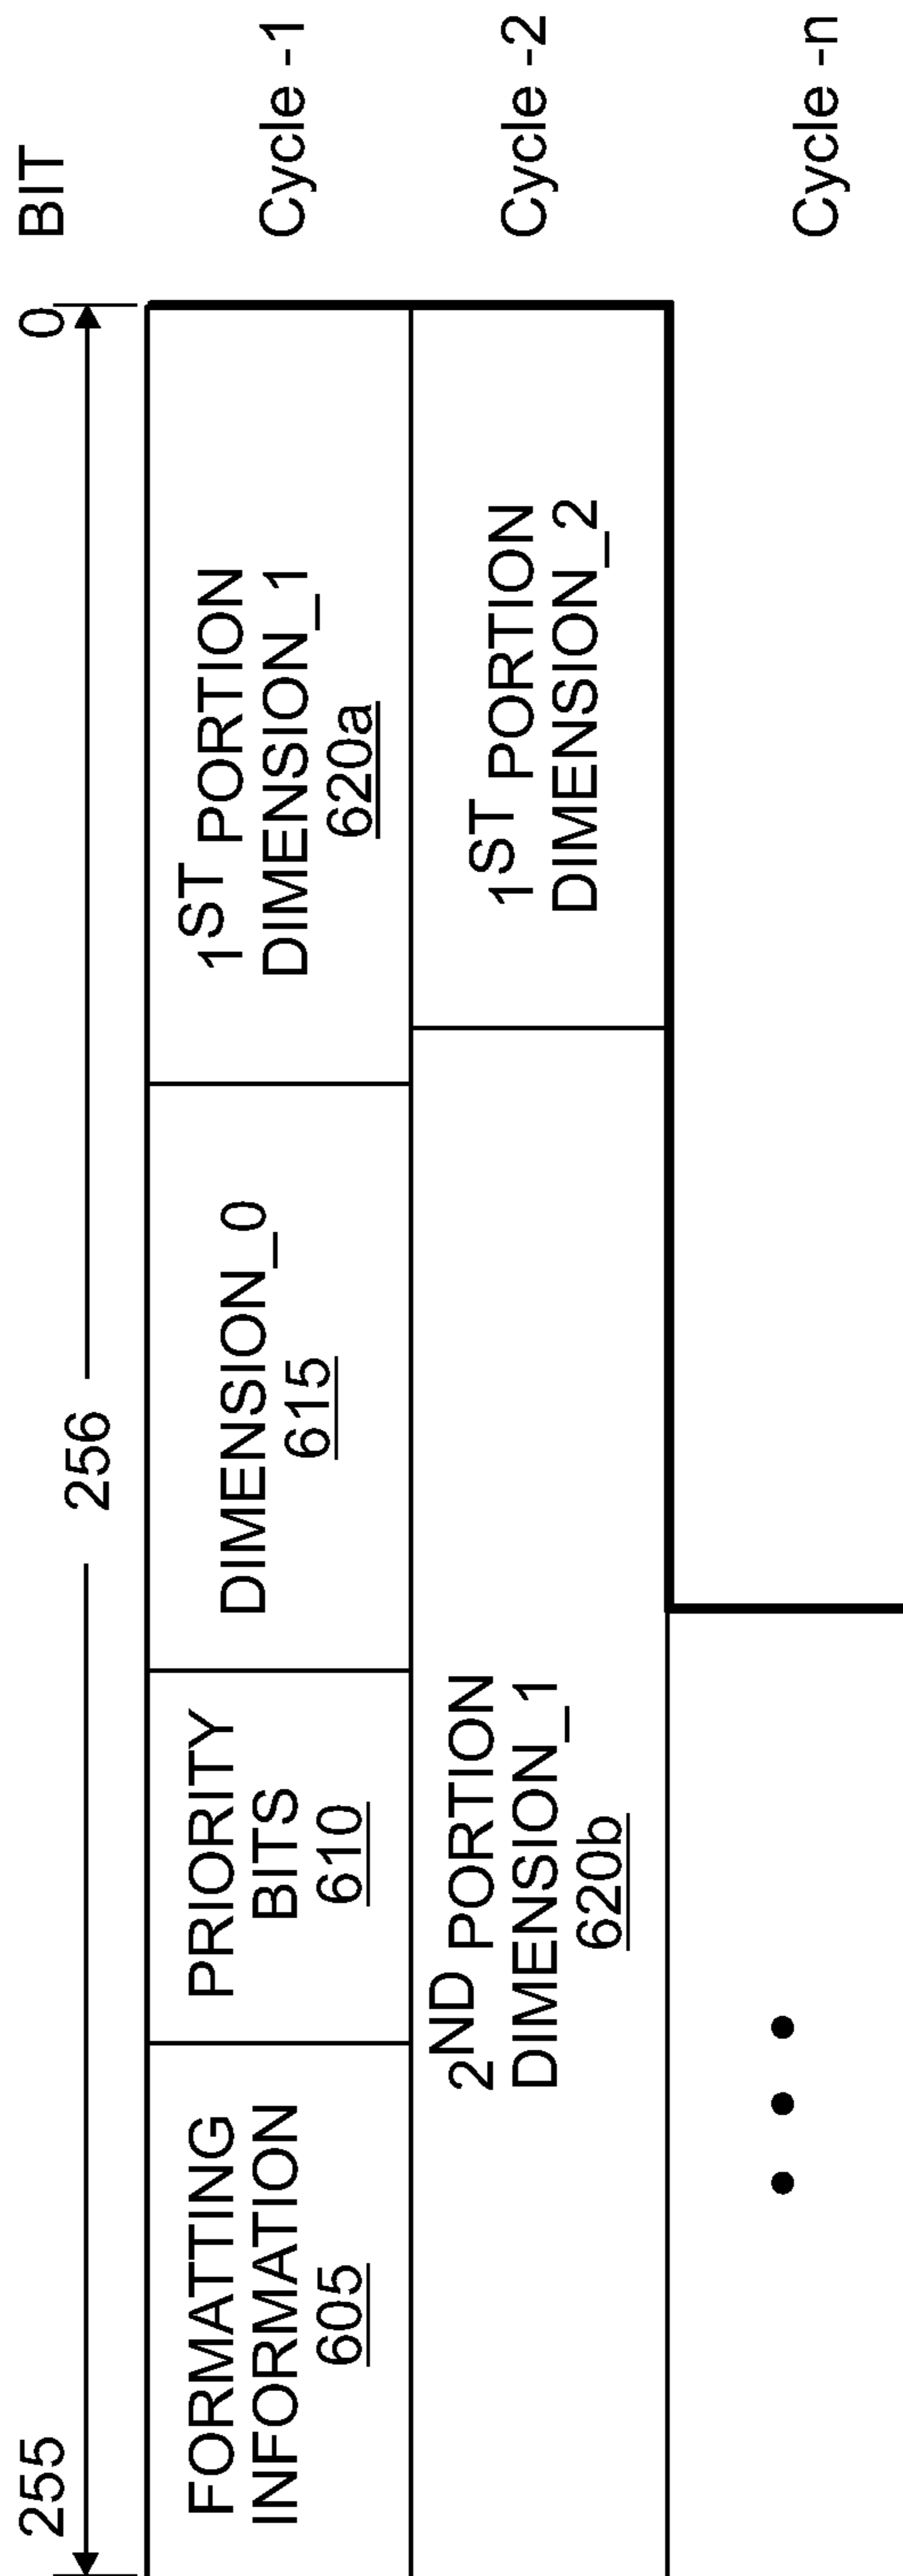 255
256
0
BIT
FORMATTING
INFORMATION
605
PRIORITY
BITS
610
DIMENSION_0
615
1ST PORTION
DIMENSION_1
620a
Cycle -1
2ND PORTION
DIMENSION_1
620b
1ST PORTION
DIMENSION_2
Cycle -2
• • •
Cycle -n